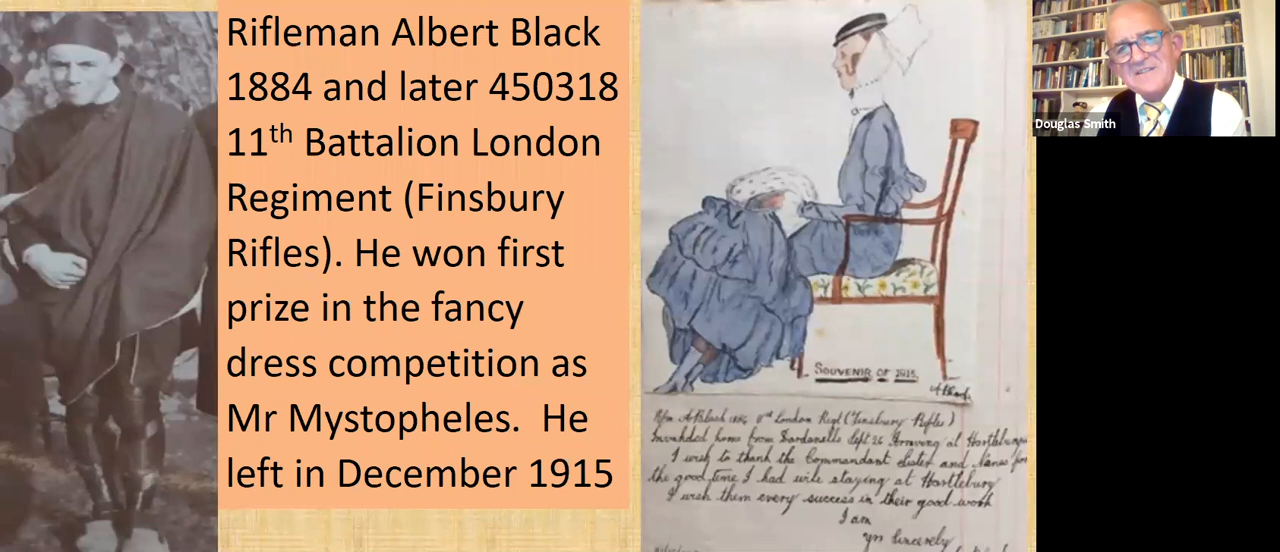 Rifleman Albert Black
1884 and later 450318
11th Battalion London
Regiment (Finsbury
Rifles). He won first
prize in the fancy
dress competition as
Mr Mystopheles. He
left in December 1915
SOUVENIR OF 1915.
A Black
Rfm A Black 1884 11th London Regt (Finsbury Rifles)
Invalided home from Dardanells Sept 26 Arriving at
I wish to thank the Commandant Sister and Nurses for
the good time I had while staying at Hartlebury
I wish them every success in their good work
I am
yrs Sincerely
Douglas Smith